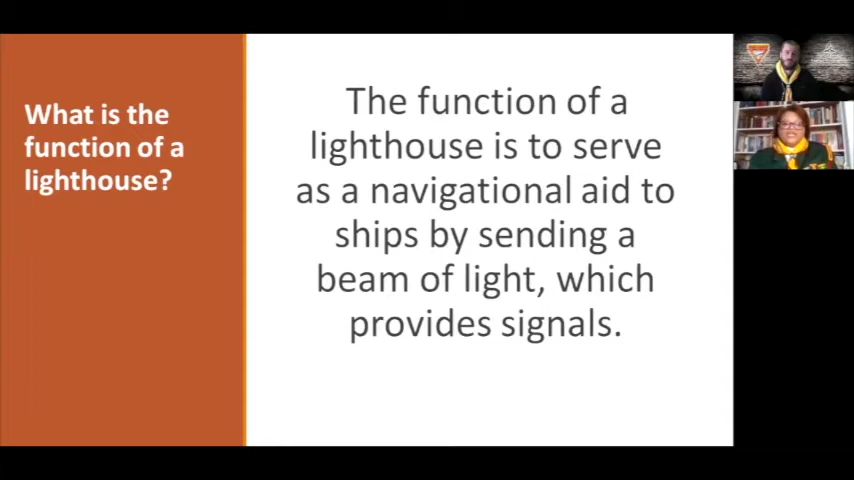 What is the
function of a
lighthouse?
The function of a
lighthouse is to serve
as a navigational aid to
ships by sending a
beam of light, which
provides signals.